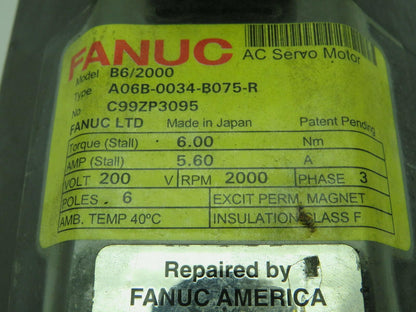 FANUC AC Servo Motor
Model B6/2000
Type A06B-0034-B075-R
No C99ZP3095
FANUC LTD Made in Japan Patent Pending
Torque (Stall) 6.00 Nm
AMP (Stall) 5.60 A
VOLT 200 V RPM 2000 PHASE 3
POLES 6 EXCIT PERM. MAGNET
AMB. TEMP 40ºC INSULATION CLASS F
Repaired by
FANUC AMERICA